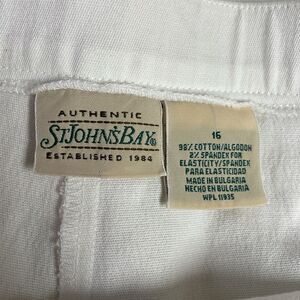 AUTHENTIC
ST JOHN'S BAY®
ESTABLISHED 1984
16
98% COTTON/ALGODON
2% SPANDEX FOR
ELASTICITY/SPANDEX
PARA ELASTICIDAD
MADE IN BULGARIA
HECHO EN BULGARIA
WPL 11935